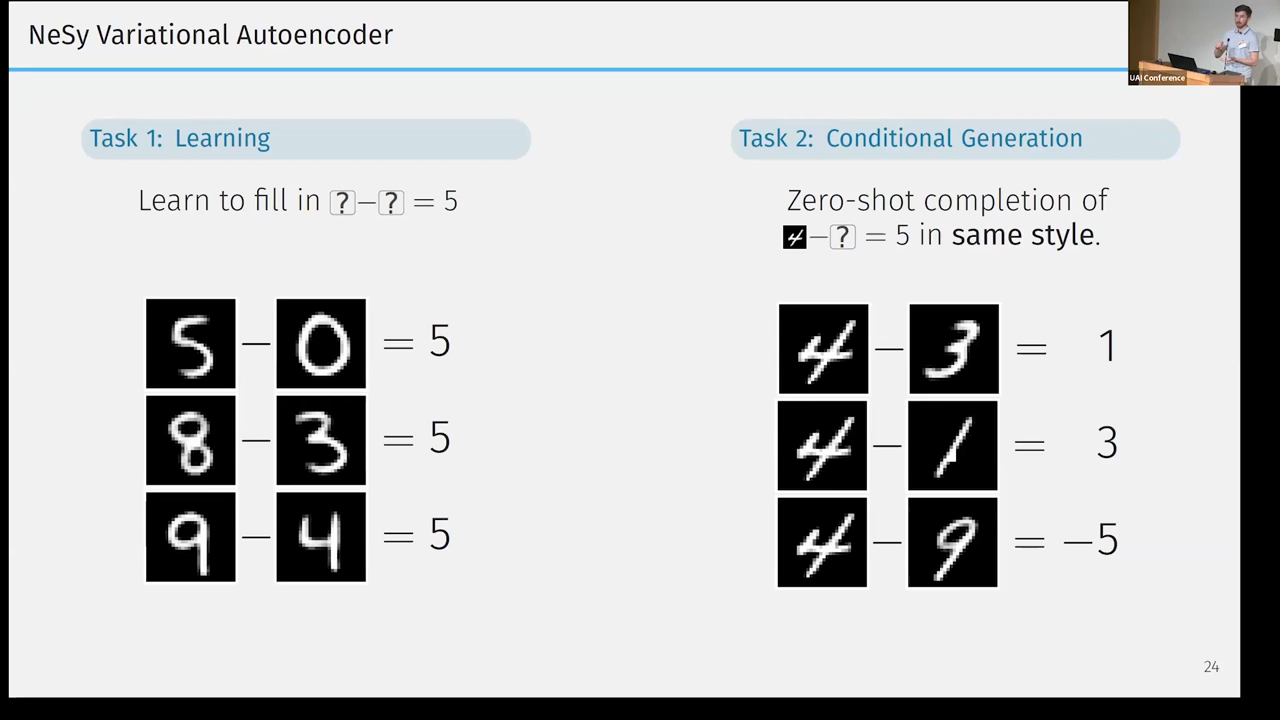 NeSy Variational Autoencoder
UAI Conference
Task 1: Learning
Learn to fill in ?−? = 5
5 − 0 = 5
8 − 3 = 5
9 − 4 = 5
Task 2: Conditional Generation
Zero-shot completion of
4−? = 5 in same style.
4 − 3 = 1
4 − 1 = 3
4 − 9 = −5
24